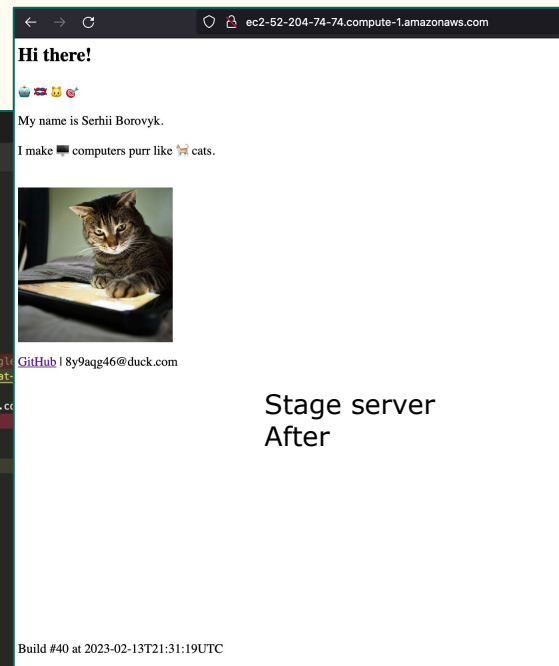 ec2-52-204-74-74.compute-1.amazonaws.com
Hi there!
🤖 🪢 🐱 🎯
My name is Serhii Borovyk.
I make 🖥️ computers purr like 🐈 cats.
GitHub | 8y9aqg46@duck.com
Stage server
After
Build #40 at 2023-02-13T21:31:19UTC